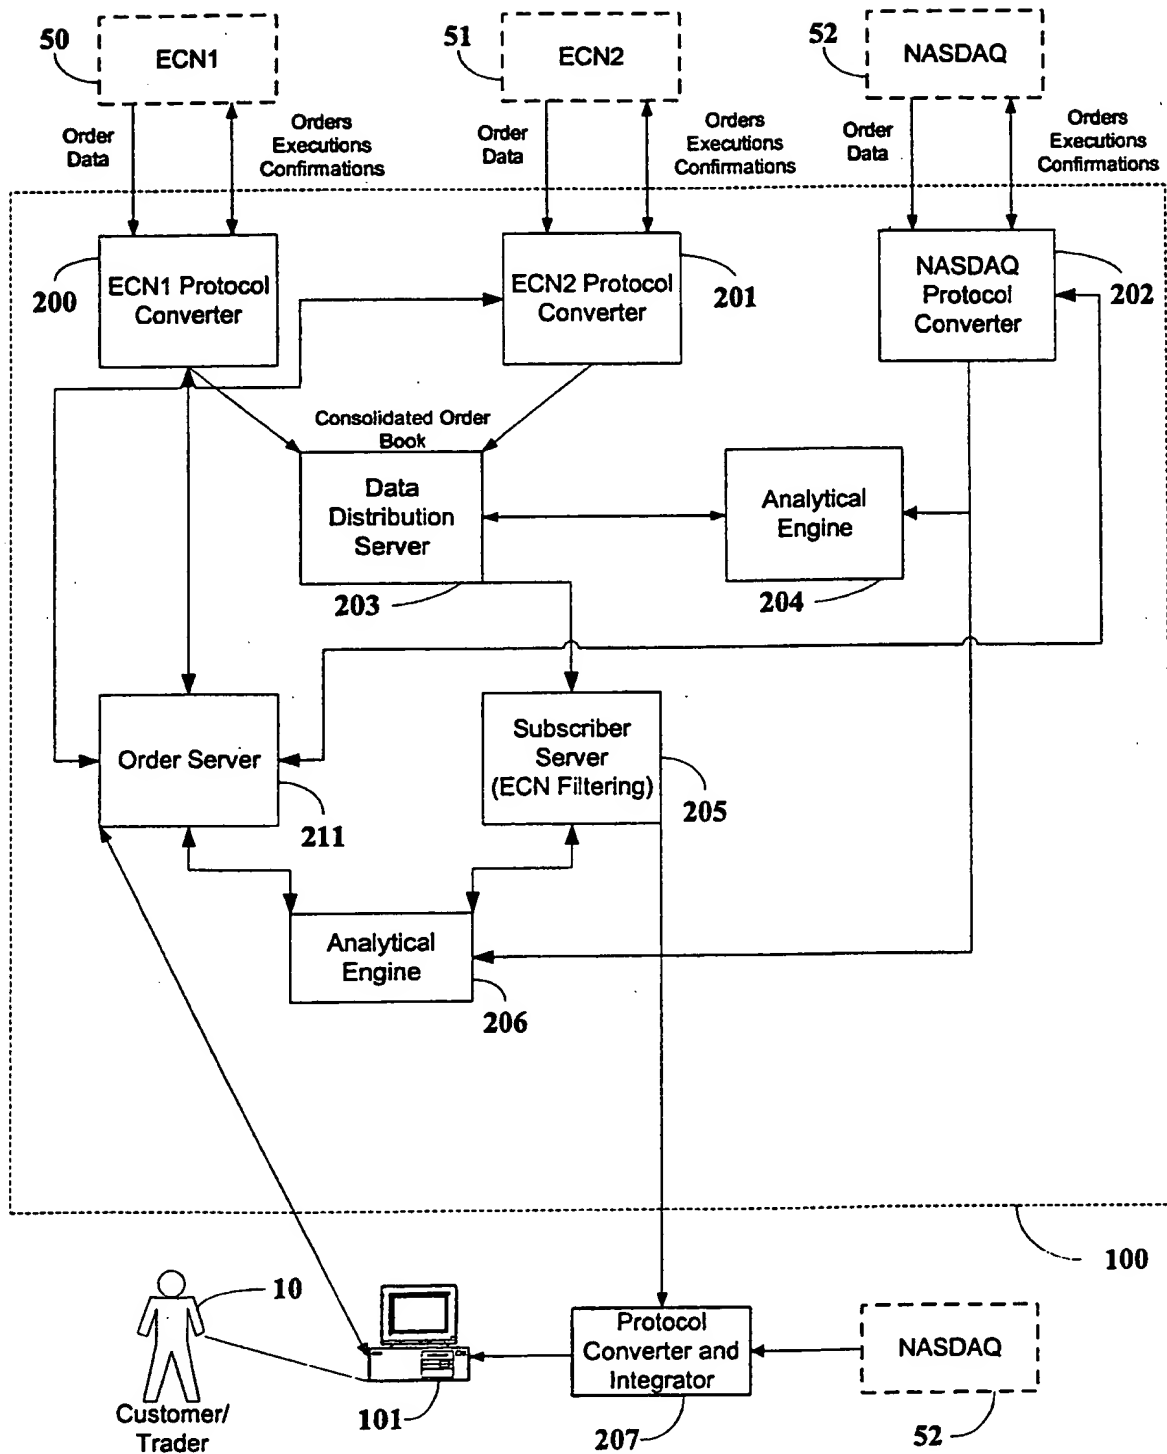 50
ECN1
51
ECN2
52
NASDAQ
Order
Data
Orders
Executions
Confirmations
Order
Data
Orders
Executions
Confirmations
Order
Data
Orders
Executions
Confirmations
200
ECN1 Protocol
Converter
ECN2 Protocol
Converter
201
NASDAQ
Protocol
Converter
202
Consolidated Order
Book
Data
Distribution
Server
203
Analytical
Engine
204
Order Server
211
Subscriber
Server
(ECN Filtering)
205
Analytical
Engine
206
100
10
Customer/
Trader
101
Protocol
Converter and
Integrator
207
NASDAQ
52